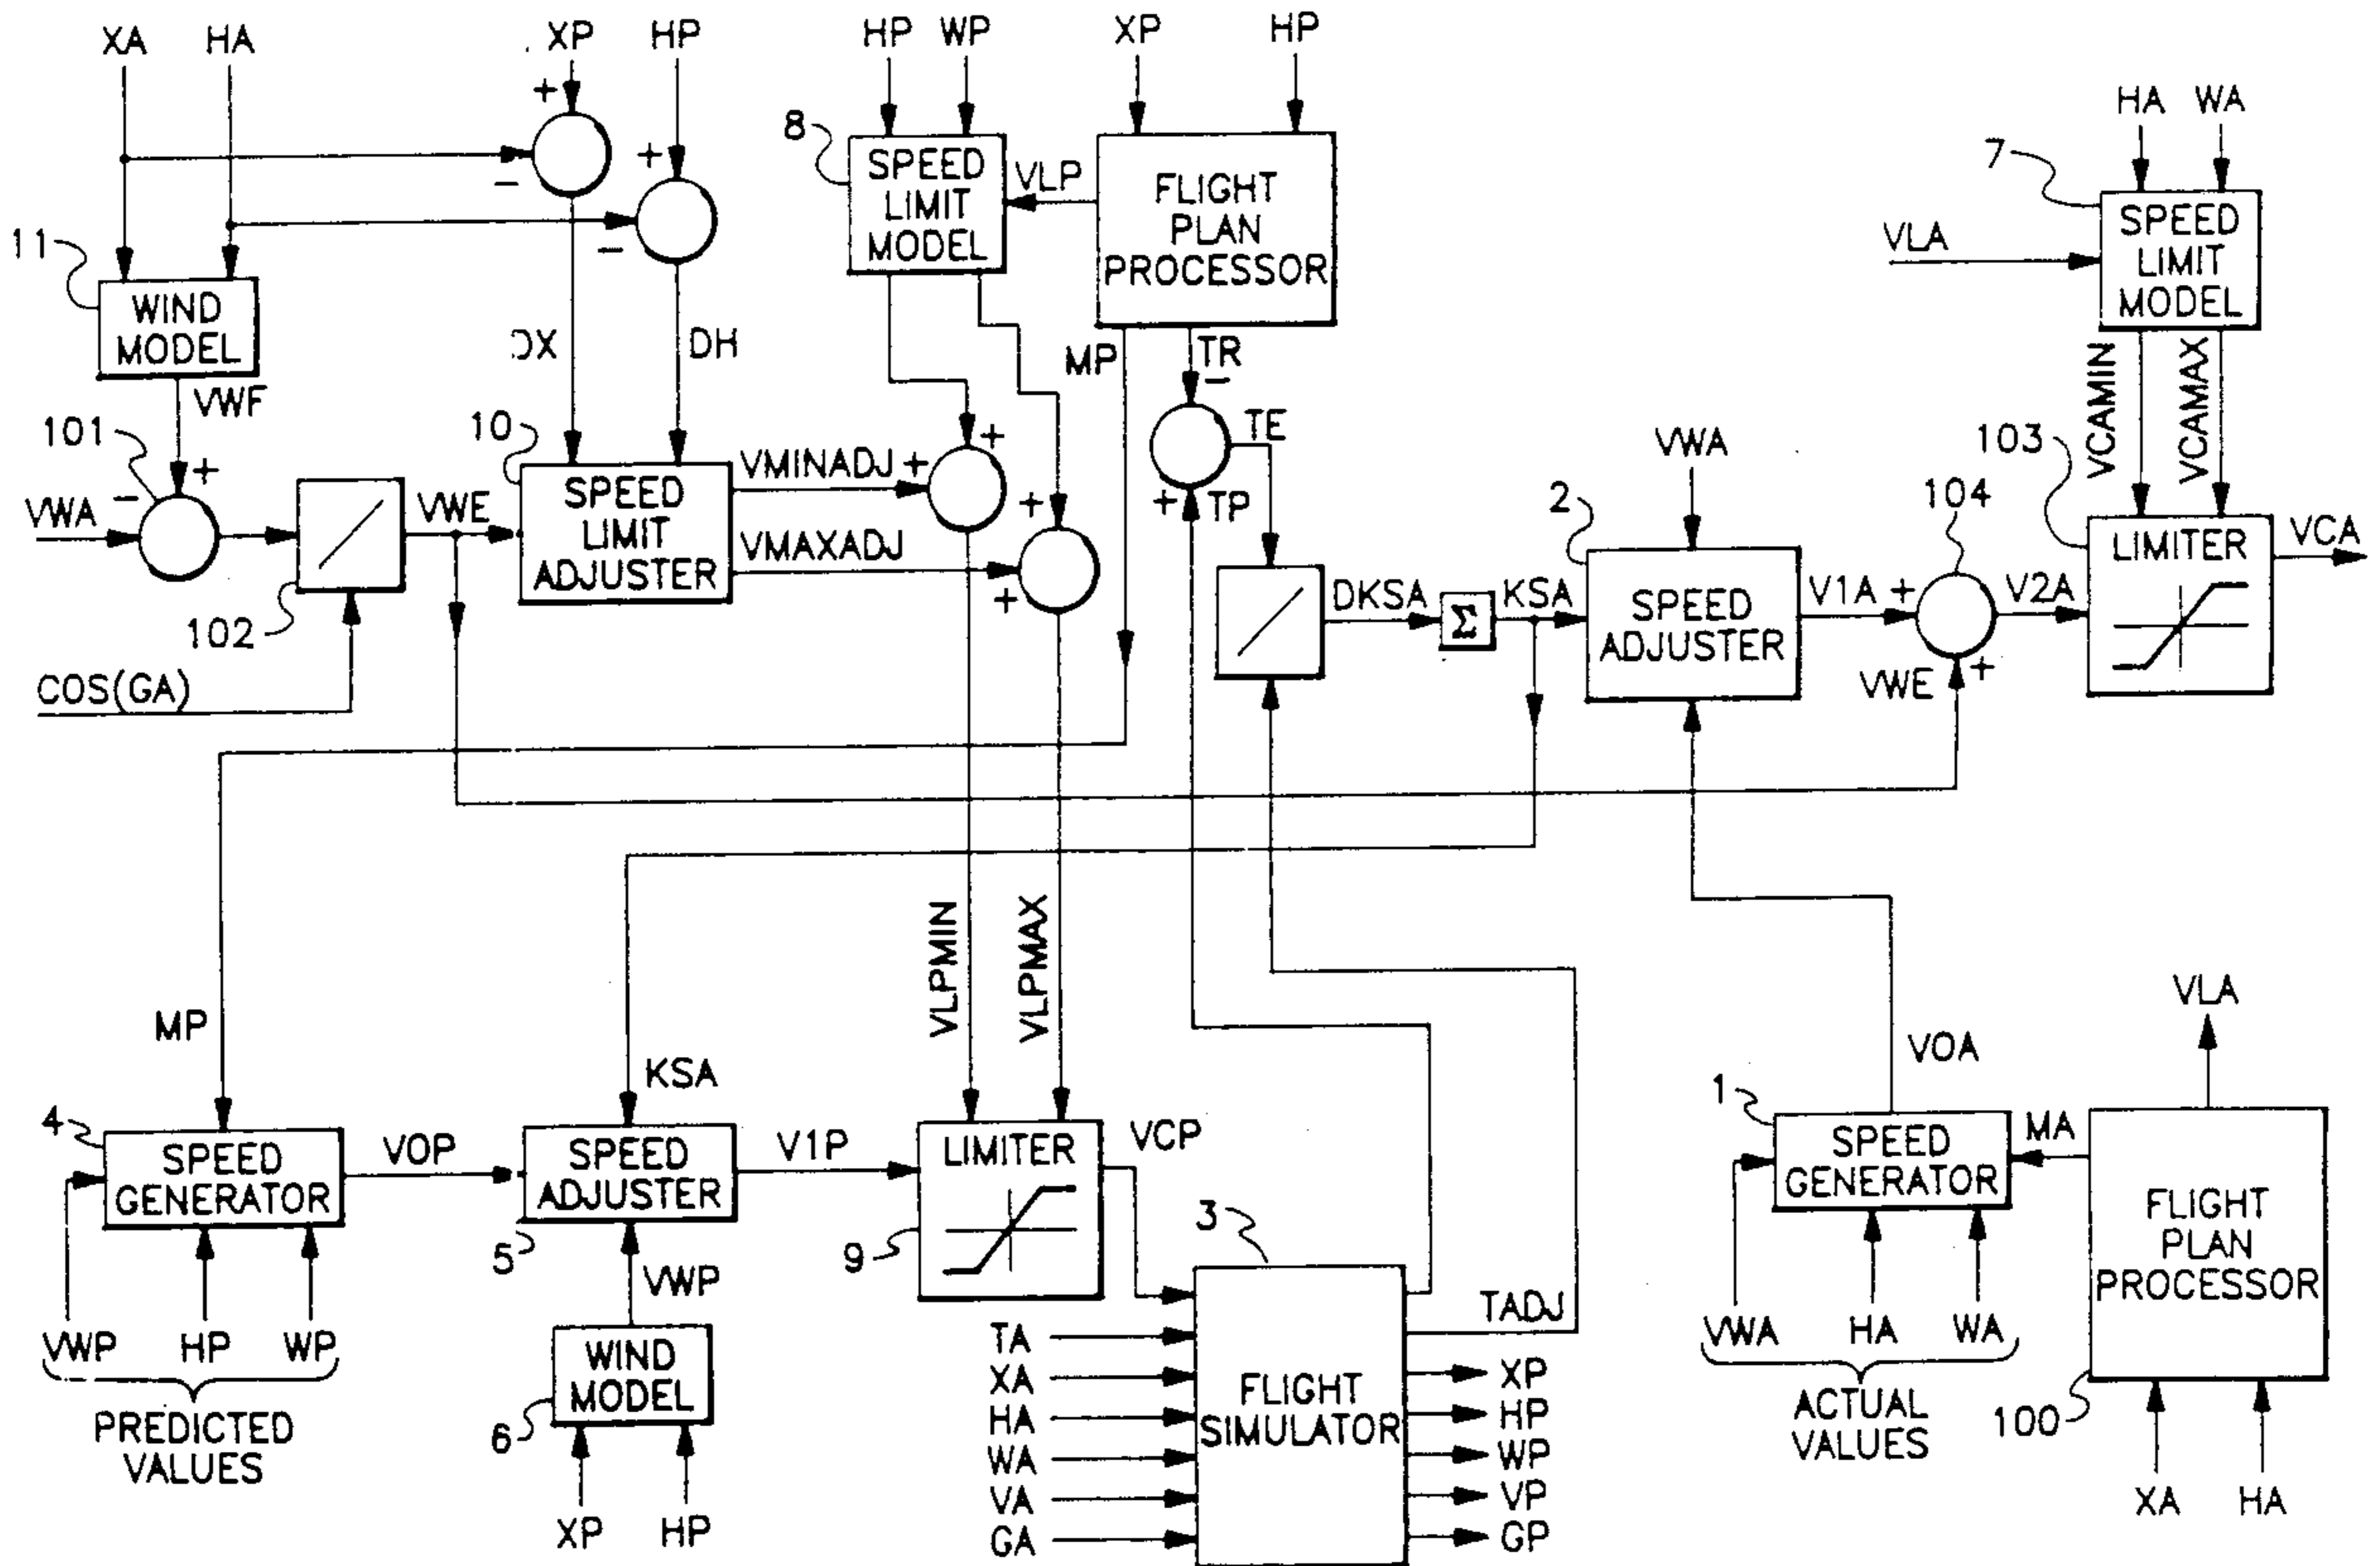 XA HA XP HP HP WP XP HP
+ + 8 HA WA
SPEED
LIMIT
MODEL
VLP
FLIGHT
PLAN
PROCESSOR
7
SPEED
LIMIT
MODEL
VLA
- -
11
WIND
MODEL
DH
MP TR
-
VCAMIN
VCAMAX
VWF
101
+
-
VWA
102
COS(GA)
VWE
10
SPEED
LIMIT
ADJUSTER
VMINADJ + +
VMAXADJ + +
TE
+ TP
DKSA
Σ
KSA
2
VWA
SPEED
ADJUSTER
V1A +
104
V2A
VWE +
103
LIMITER
VCA
VLPMIN
VLPMAX
MP
KSA
VOA
VLA
4
SPEED
GENERATOR
VOP
5
SPEED
ADJUSTER
V1P
9
LIMITER
VCP
3
FLIGHT
SIMULATOR
TADJ
1
SPEED
GENERATOR
MA
FLIGHT
PLAN
PROCESSOR
100
VWP HP WP
PREDICTED
VALUES
VWP
WIND
MODEL
6
XP HP
TA
XA
HA
WA
VA
GA
XP
HP
WP
VP
GP
VWA HA WA
ACTUAL
VALUES
XA HA